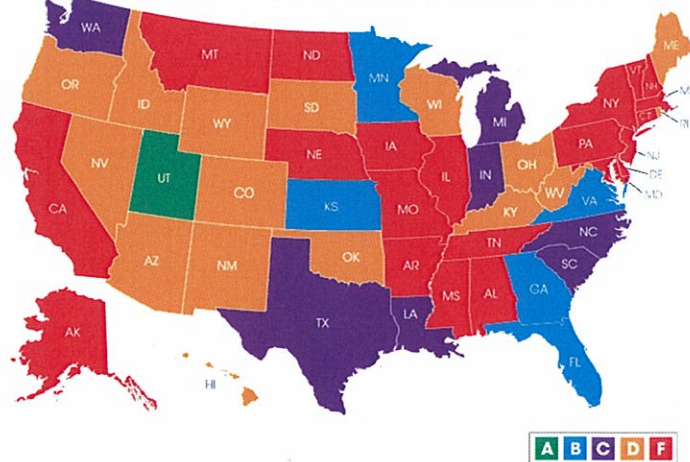 WA
MT
ND
MN
ME
OR
ID
SD
WI
VT
NH
M
WY
MI
NY
CT
RI
NV
UT
NE
IA
PA
NJ
CO
IL
IN
OH
DE
WV
MD
CA
KS
MO
KY
VA
AZ
NM
OK
AR
TN
NC
SC
MS
AL
GA
TX
LA
AK
FL
HI
A B C D F